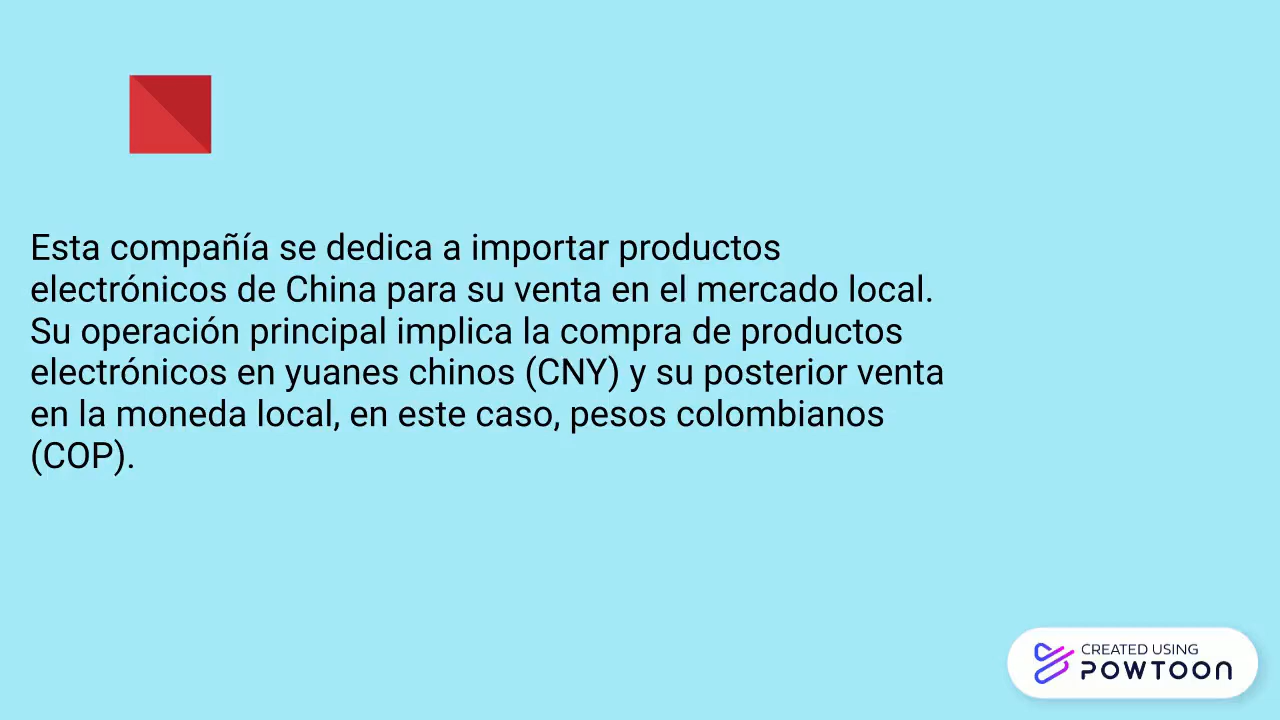 Esta compañía se dedica a importar productos
electrónicos de China para su venta en el mercado local.
Su operación principal implica la compra de productos
electrónicos en yuanes chinos (CNY) y su posterior venta
en la moneda local, en este caso, pesos colombianos
(COP).
CREATED USING
POWTOON